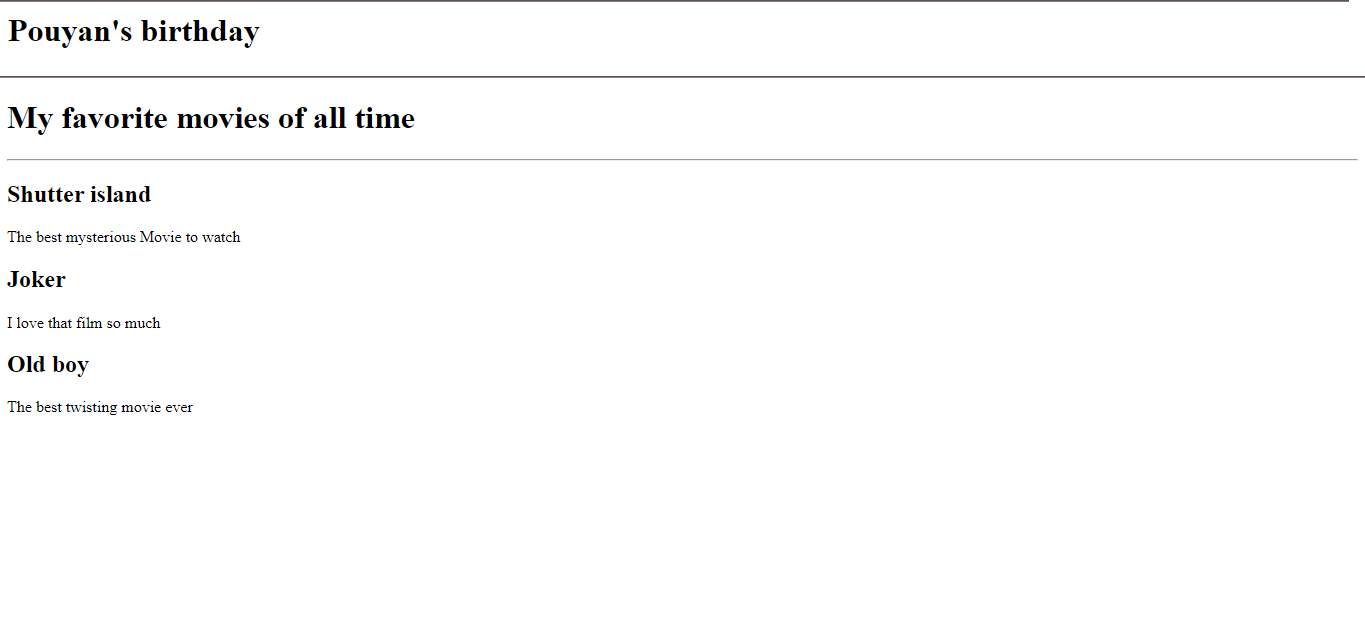 Pouyan's birthday
My favorite movies of all time
Shutter island
The best mysterious Movie to watch
Joker
I love that film so much
Old boy
The best twisting movie ever